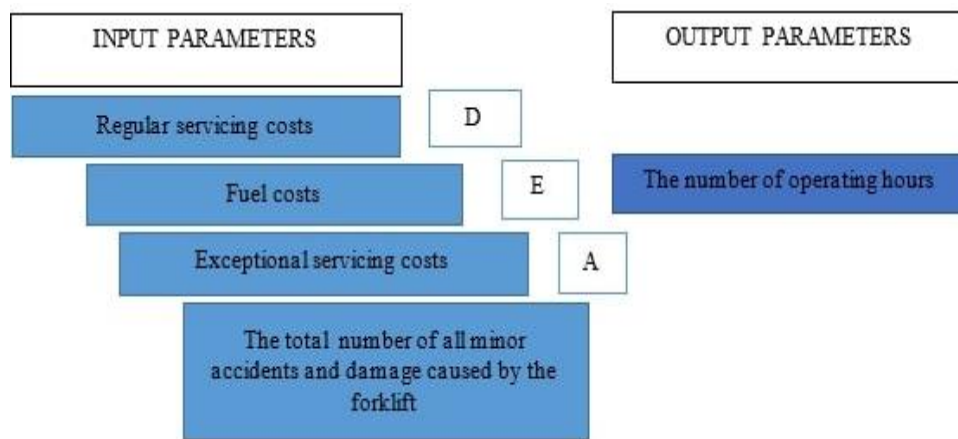 INPUT PARAMETERS
OUTPUT PARAMETERS
Regular servicing costs
D
Fuel costs
E
The number of operating hours
Exceptional servicing costs
A
The total number of all minor
accidents and damage caused by the
forklift